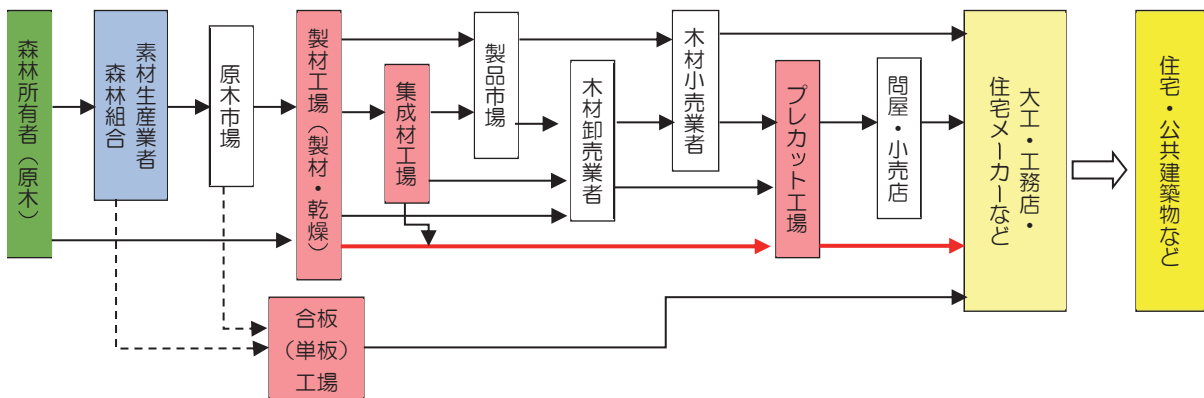 森林所有者（原木）
素材生産業者
森林組合
原木市場
製材工場（製材・乾燥）
集成材工場
製品市場
木材卸売業者
木材小売業者
プレカット工場
問屋・小売店
大工・工務店・
住宅メーカーなど
住宅・公共建築物など
合板
（単板）
工場